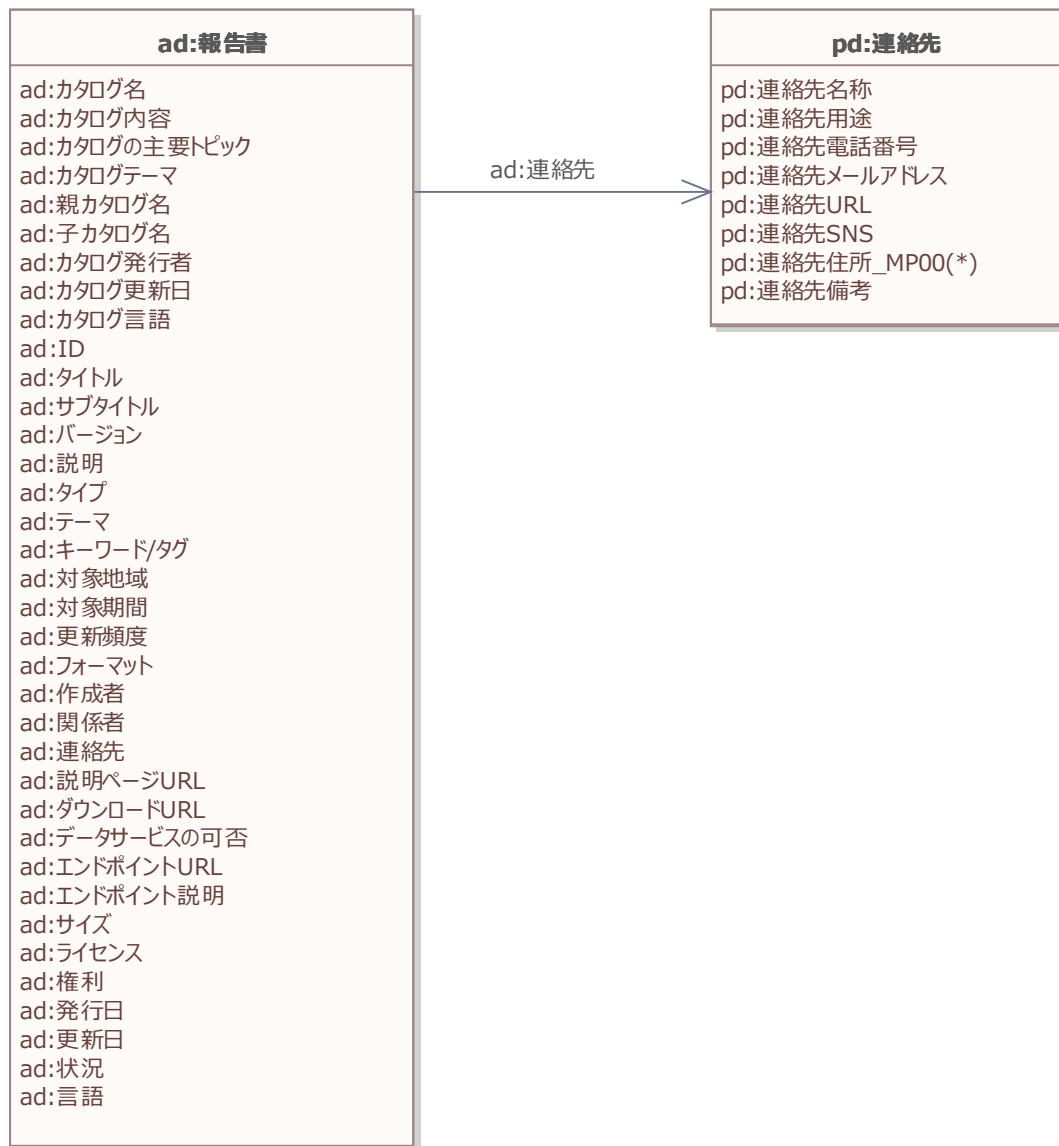 ad:報告書
ad:カタログ名
ad:カタログ内容
ad:カタログの主要トピック
ad:カタログテーマ
ad:親カタログ名
ad:子カタログ名
ad:カタログ発行者
ad:カタログ更新日
ad:カタログ言語
ad:ID
ad:タイトル
ad:サブタイトル
ad:バージョン
ad:説明
ad:タイプ
ad:テーマ
ad:キーワード/タグ
ad:対象地域
ad:対象期間
ad:更新頻度
ad:フォーマット
ad:作成者
ad:関係者
ad:連絡先
ad:説明ページURL
ad:ダウンロードURL
ad:データサービスの可否
ad:エンドポイントURL
ad:エンドポイント説明
ad:サイズ
ad:ライセンス
ad:権利
ad:発行日
ad:更新日
ad:状況
ad:言語
ad:連絡先
pd:連絡先
pd:連絡先名称
pd:連絡先用途
pd:連絡先電話番号
pd:連絡先メールアドレス
pd:連絡先URL
pd:連絡先SNS
pd:連絡先住所_MP00(*)
pd:連絡先備考